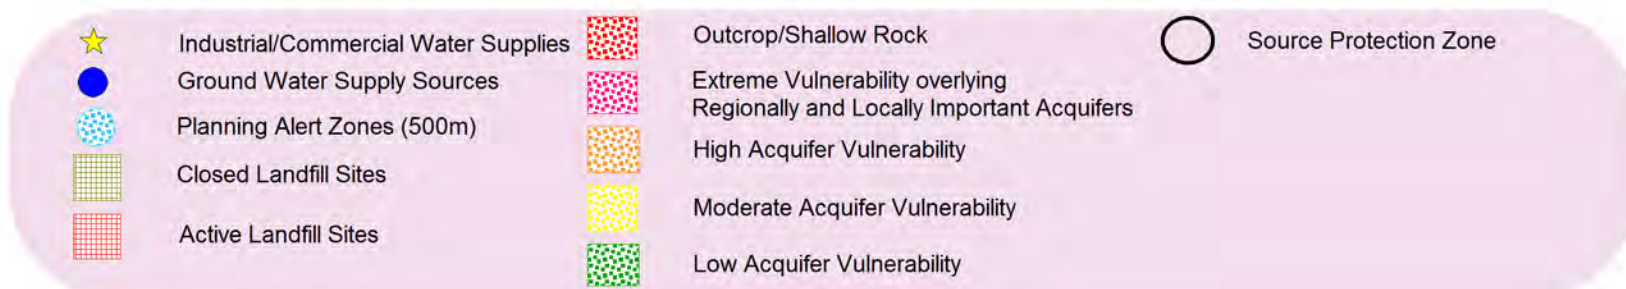 Industrial/Commercial Water Supplies
Ground Water Supply Sources
Planning Alert Zones (500m)
Closed Landfill Sites
Active Landfill Sites
Outcrop/Shallow Rock
Extreme Vulnerability overlying
Regionally and Locally Important Acquifers
High Acquifer Vulnerability
Moderate Acquifer Vulnerability
Low Acquifer Vulnerability
Source Protection Zone